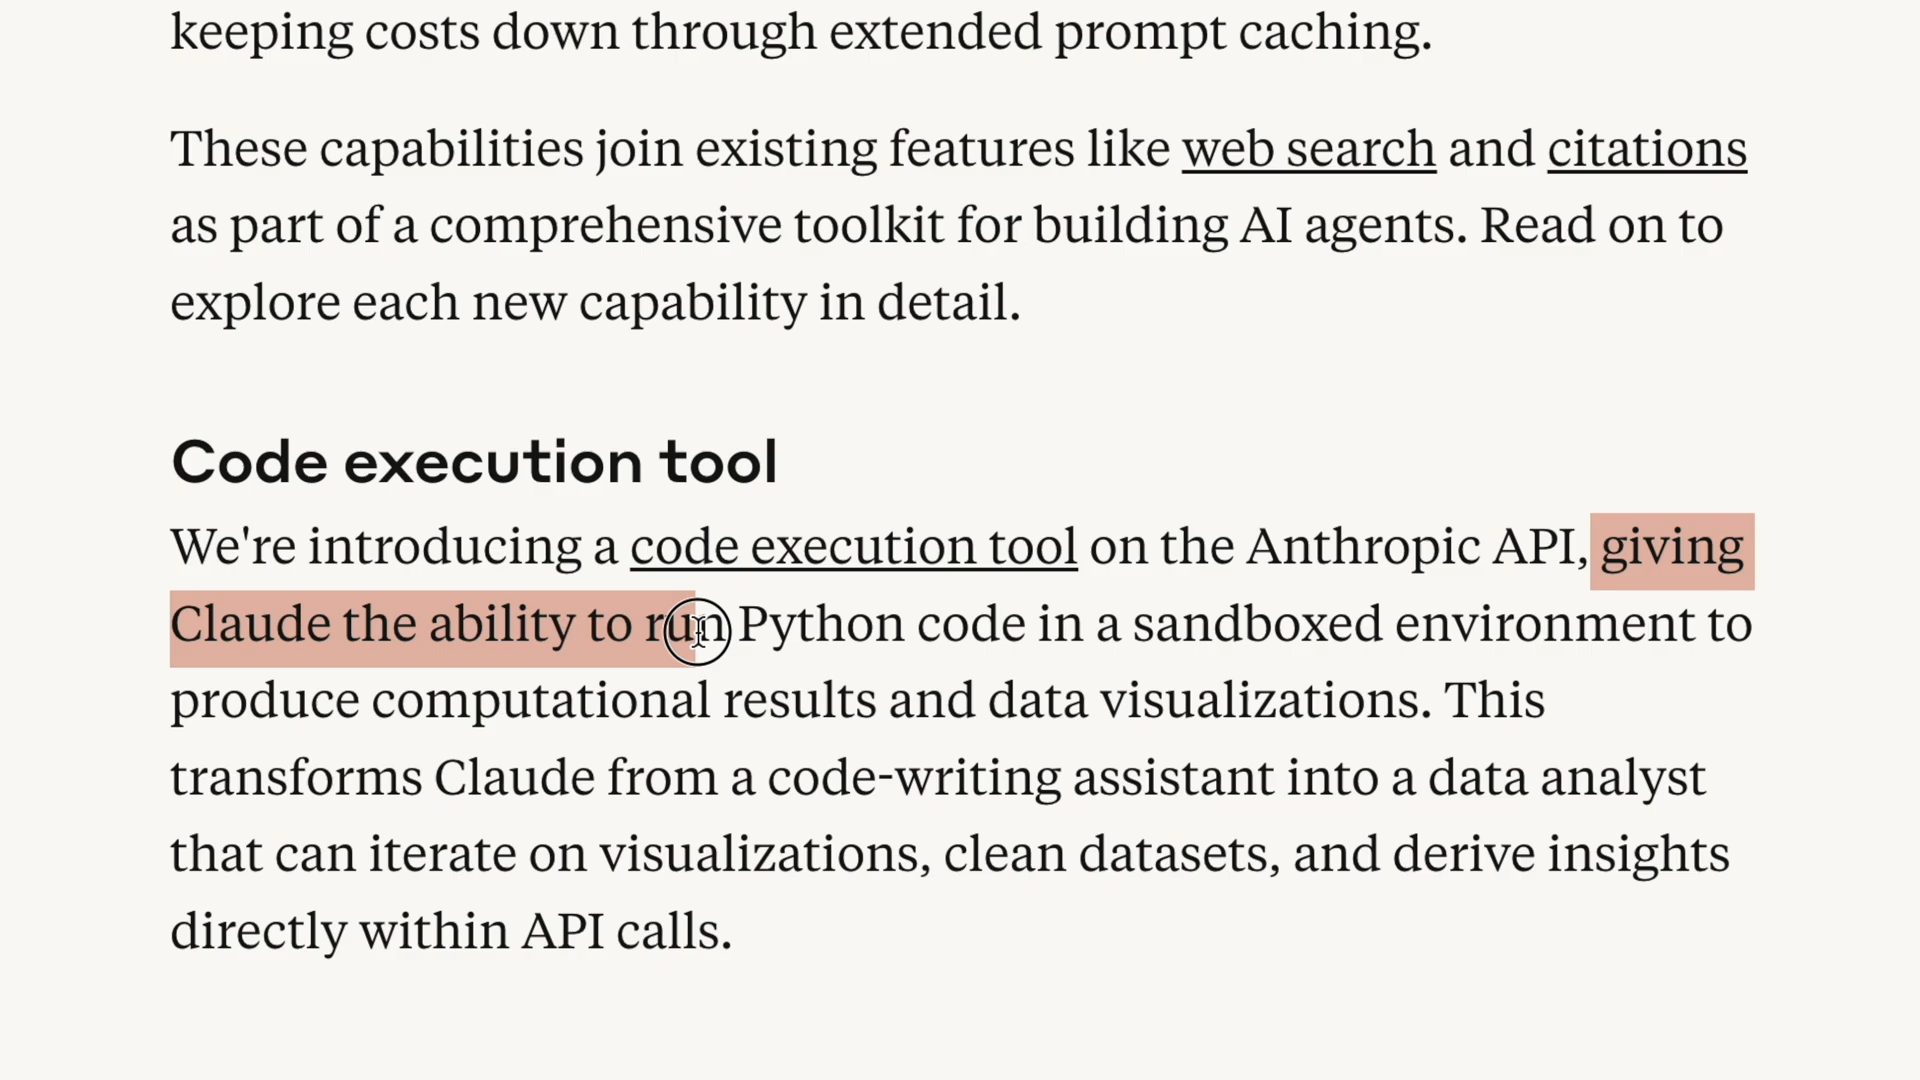 keeping costs down through extended prompt caching.
These capabilities join existing features like web search and citations
as part of a comprehensive toolkit for building AI agents. Read on to
explore each new capability in detail.
Code execution tool
We're introducing a code execution tool on the Anthropic API, giving
Claude the ability to run Python code in a sandboxed environment to
produce computational results and data visualizations. This
transforms Claude from a code-writing assistant into a data analyst
that can iterate on visualizations, clean datasets, and derive insights
directly within API calls.